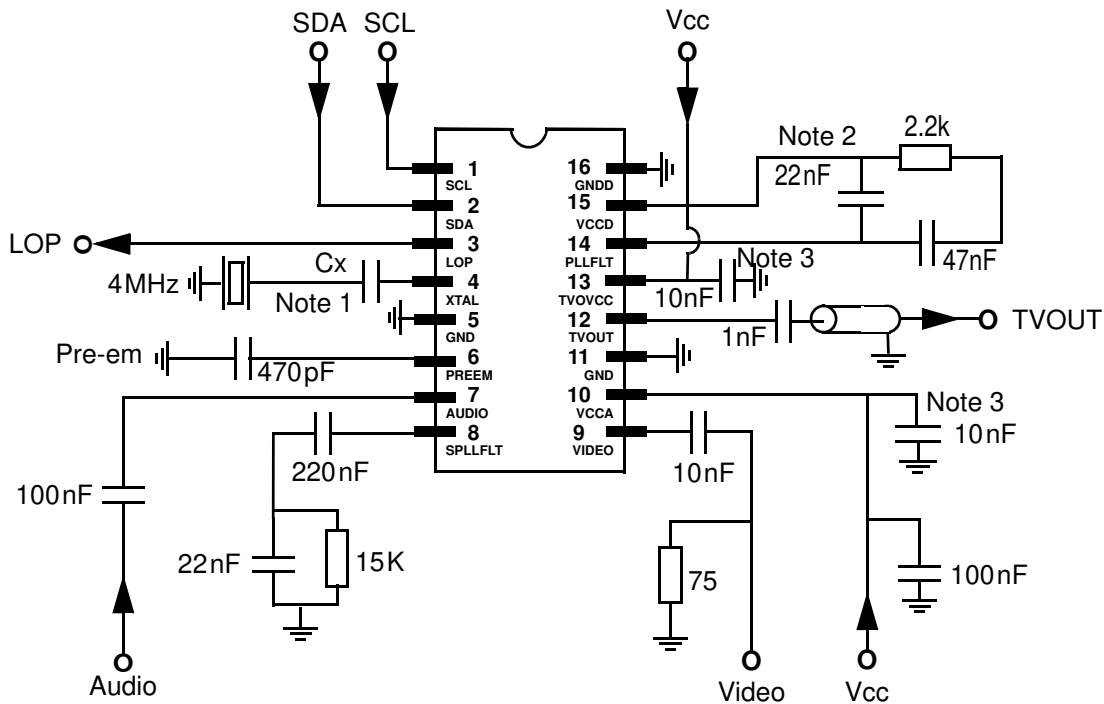 SDA SCL
Vcc
1
SCL
2
SDA
3
LOP
4
XTAL
5
GND
6
PREEM
7
AUDIO
8
SPLLFLT
16
GNDD
15
VCCD
14
PLLFLT
13
TVOVCC
12
TVOUT
11
GND
10
VCCA
9
VIDEO
LOP
4MHz
Cx
Note 1
Pre-em
470pF
220nF
100nF
22nF
15K
Audio
Note 2
2.2k
22nF
47nF
Note 3
10nF
1nF
TVOUT
Note 3
10nF
10nF
75
100nF
Video
Vcc